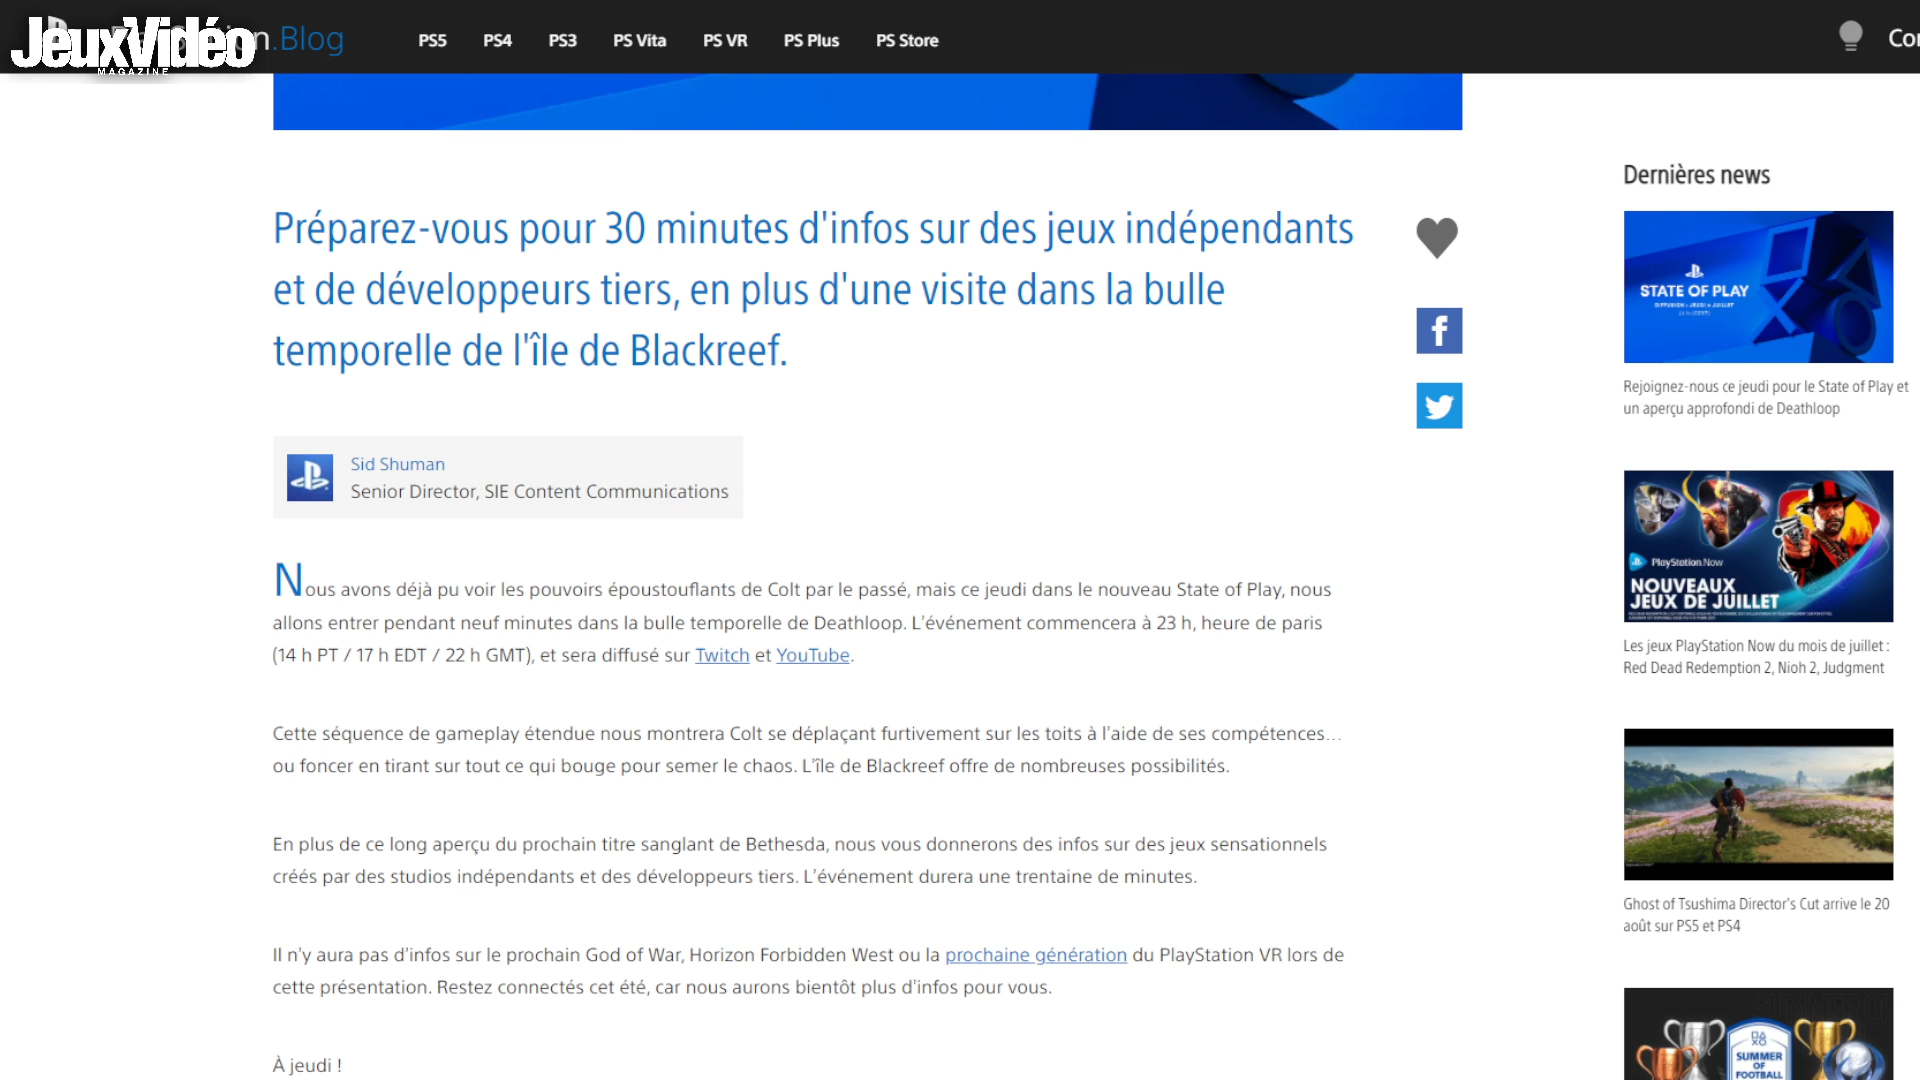 JeuxVidéo
MAGAZINE
n.Blog
PS5 PS4 PS3 PS Vita PS VR PS Plus PS Store
Préparez-vous pour 30 minutes d'infos sur des jeux indépendants
et de développeurs tiers, en plus d'une visite dans la bulle
temporelle de l'île de Blackreef.
Sid Shuman
Senior Director, SIE Content Communications
Nous avons déjà pu voir les pouvoirs époustouflants de Colt par le passé, mais ce jeudi dans le nouveau State of Play, nous
allons entrer pendant neuf minutes dans la bulle temporelle de Deathloop. L’événement commencera à 23 h, heure de paris
(14 h PT / 17 h EDT / 22 h GMT), et sera diffusé sur Twitch et YouTube.
Cette séquence de gameplay étendue nous montrera Colt se déplaçant furtivement sur les toits à l’aide de ses compétences…
ou foncer en tirant sur tout ce qui bouge pour semer le chaos. L’île de Blackreef offre de nombreuses possibilités.
En plus de ce long aperçu du prochain titre sanglant de Bethesda, nous vous donnerons des infos sur des jeux sensationnels
créés par des studios indépendants et des développeurs tiers. L’événement durera une trentaine de minutes.
Il n’y aura pas d’infos sur le prochain God of War, Horizon Forbidden West ou la prochaine génération du PlayStation VR lors de
cette présentation. Restez connectés cet été, car nous aurons bientôt plus d’infos pour vous.
À jeudi !
Dernières news
STATE OF PLAY
DIFFUSION : JEUDI 8 JUILLET
23 h (CEST)
Rejoignez-nous ce jeudi pour le State of Play et
un aperçu approfondi de Deathloop
PlayStation Now
NOUVEAUX
JEUX DE JUILLET
Les jeux PlayStation Now du mois de juillet :
Red Dead Redemption 2, Nioh 2, Judgment
Ghost of Tsushima Director’s Cut arrive le 20
août sur PS5 et PS4
SUMMER
OF
FOOTBALL